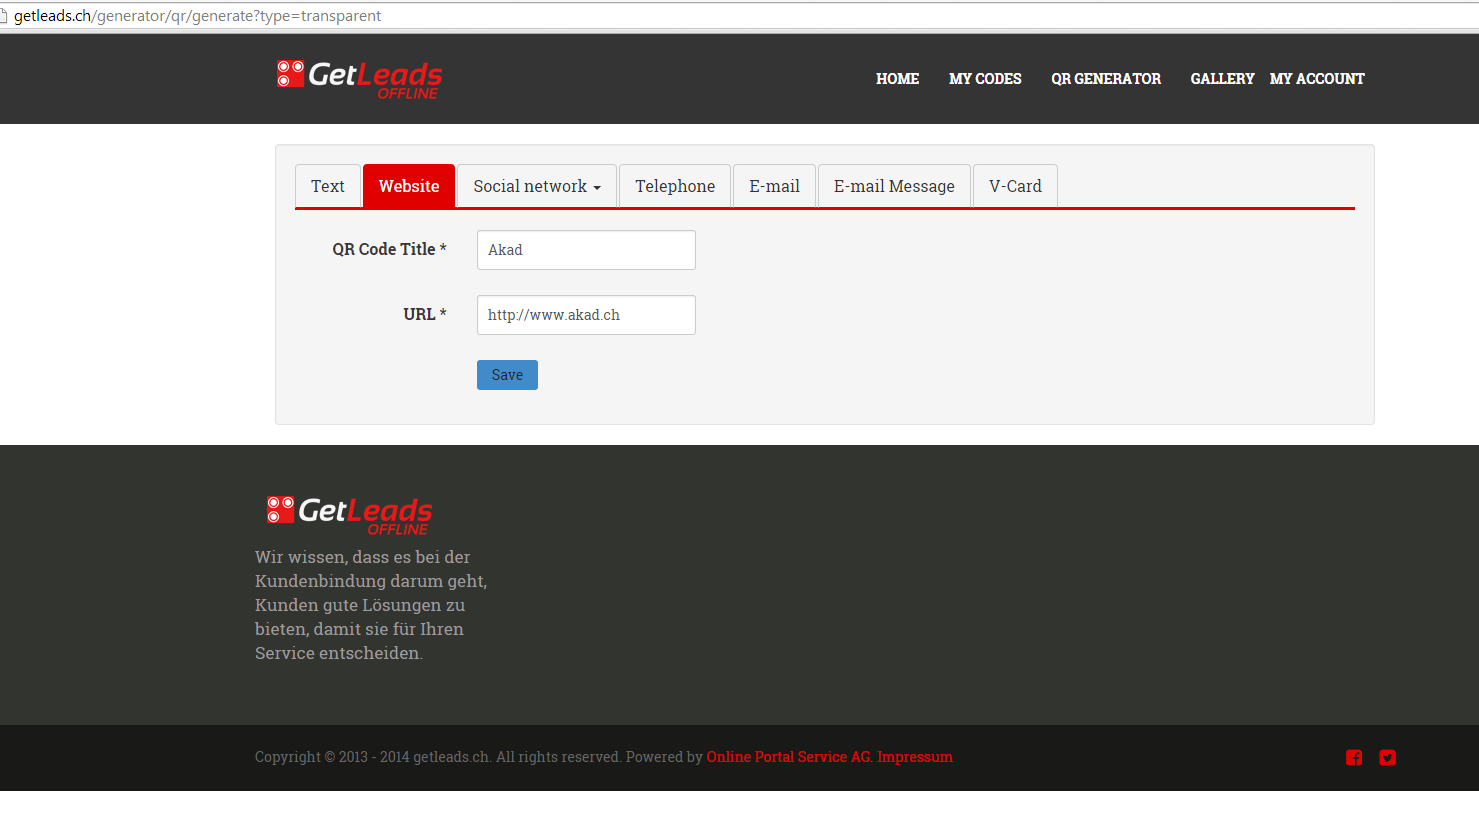 getleads.ch/generator/qr/generate?type=transparent
GetLeads
OFFLINE
HOME MY CODES QR GENERATOR GALLERY MY ACCOUNT
Text Website Social network Telephone E-mail E-mail Message V-Card
QR Code Title * Akad
URL * http://www.akad.ch
Save
GetLeads
OFFLINE
Wir wissen, dass es bei der
Kundenbindung darum geht,
Kunden gute Lösungen zu
bieten, damit sie für Ihren
Service entscheiden.
Copyright © 2013 - 2014 getleads.ch. All rights reserved. Powered by Online Portal Service AG. Impressum